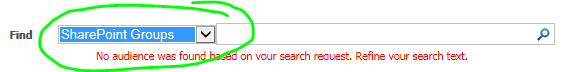 Find SharePoint Groups
No audience was found based on your search request. Refine your search text.